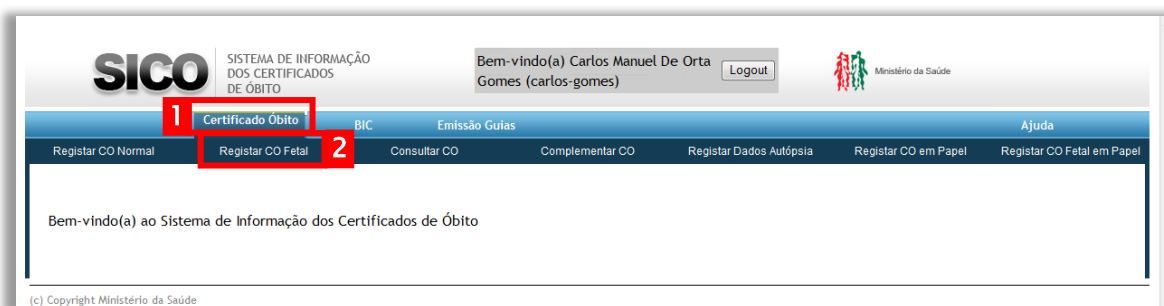 SICO
SISTEMA DE INFORMAÇÃO
DOS CERTIFICADOS
DE ÓBITO
Bem-vindo(a) Carlos Manuel De Orta
Gomes (carlos-gomes)
Logout
Ministério da Saúde
1
Certificado Óbito BIC Emissão Guias Ajuda
Registar CO Normal Registar CO Fetal 2 Consultar CO Complementar CO Registar Dados Autópsia Registar CO em Papel Registar CO Fetal em Papel
Bem-vindo(a) ao Sistema de Informação dos Certificados de Óbito
(c) Copyright Ministério da Saúde